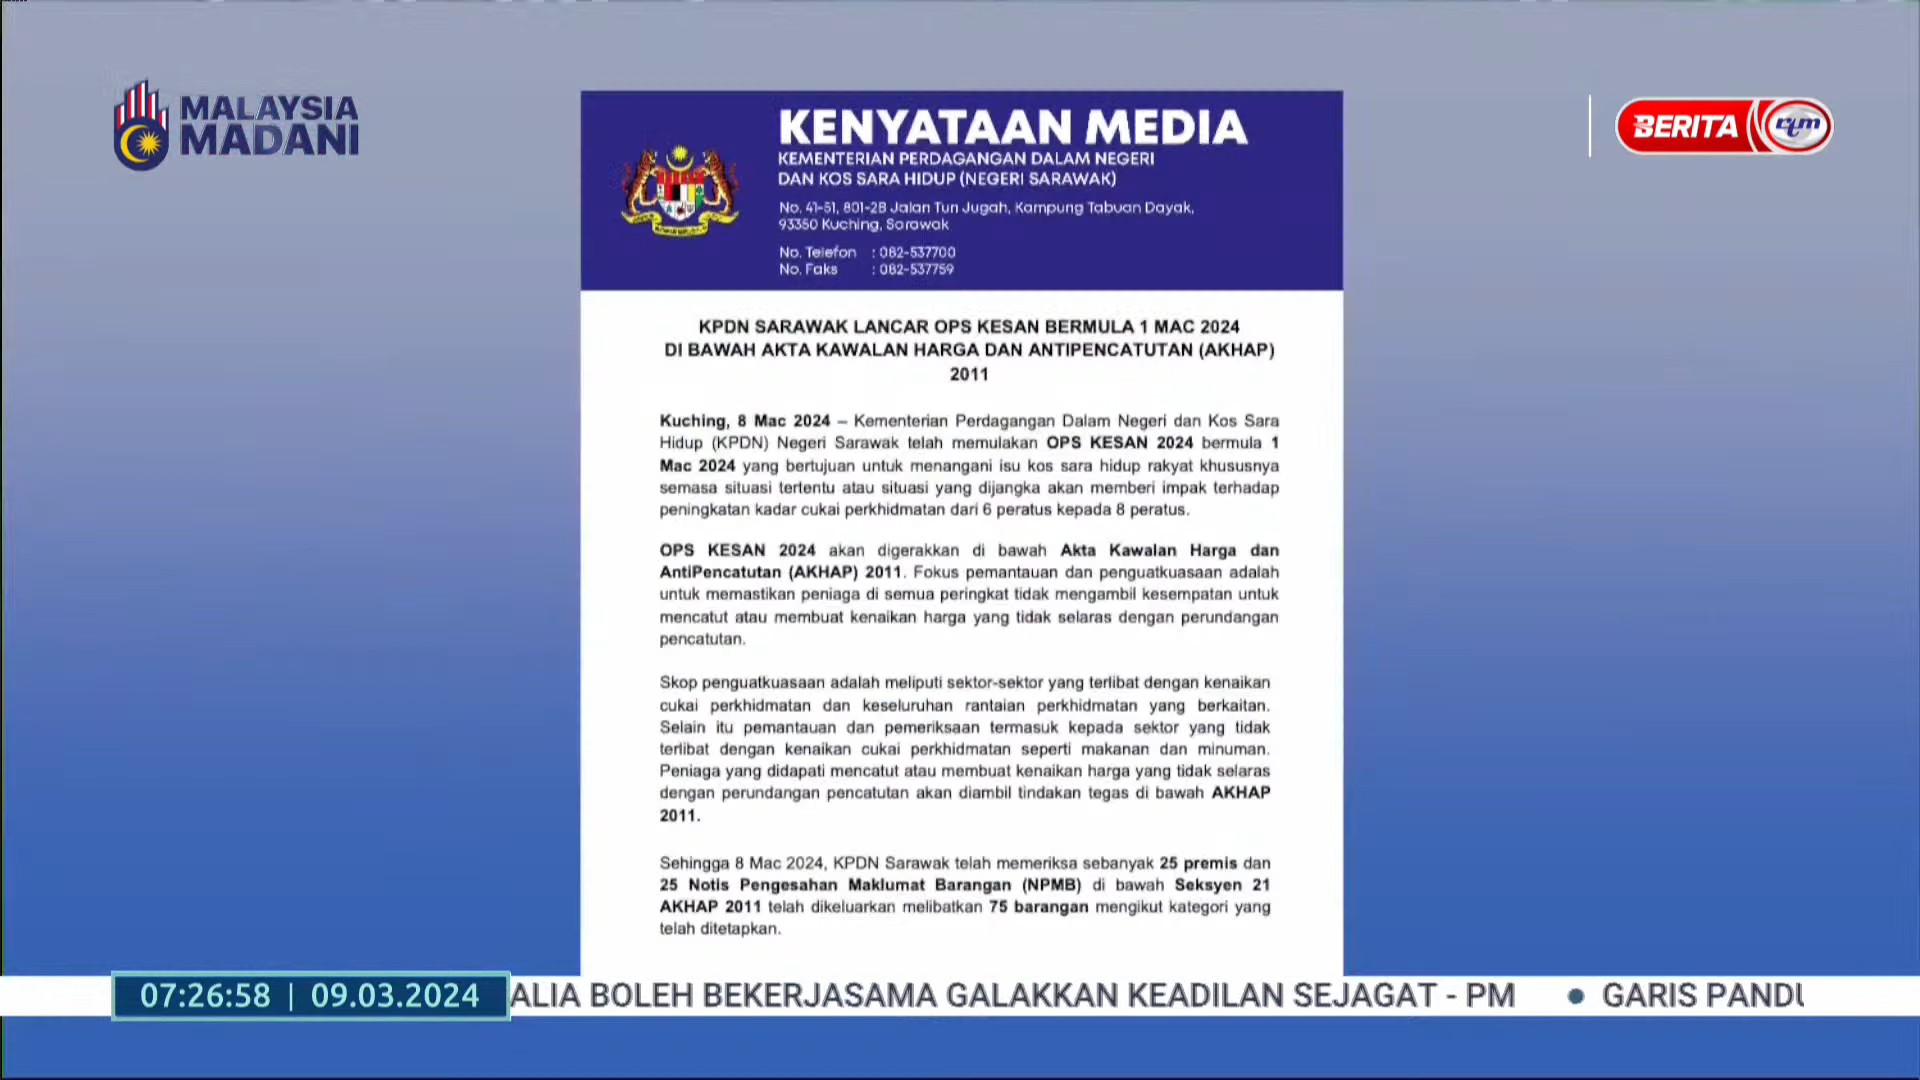 MALAYSIA
MADANI
BERITA rtm
KENYATAAN MEDIA
KEMENTERIAN PERDAGANGAN DALAM NEGERI
DAN KOS SARA HIDUP (NEGERI SARAWAK)
No. 41-51, 801-2B Jalan Tun Jugah, Kampung Tabuan Dayak,
93350 Kuching, Sarawak
No. Telefon : 082-537700
No. Faks : 082-537759
KPDN SARAWAK LANCAR OPS KESAN BERMULA 1 MAC 2024
DI BAWAH AKTA KAWALAN HARGA DAN ANTIPENCATUTAN (AKHAP)
2011
Kuching, 8 Mac 2024 – Kementerian Perdagangan Dalam Negeri dan Kos Sara
Hidup (KPDN) Negeri Sarawak telah memulakan OPS KESAN 2024 bermula 1
Mac 2024 yang bertujuan untuk menangani isu kos sara hidup rakyat khususnya
semasa situasi tertentu atau situasi yang dijangka akan memberi impak terhadap
peningkatan kadar cukai perkhidmatan dari 6 peratus kepada 8 peratus.
OPS KESAN 2024 akan digerakkan di bawah Akta Kawalan Harga dan
AntiPencatutan (AKHAP) 2011. Fokus pemantauan dan penguatkuasaan adalah
untuk memastikan peniaga di semua peringkat tidak mengambil kesempatan untuk
mencatut atau membuat kenaikan harga yang tidak selaras dengan perundangan
pencatutan.
Skop penguatkuasaan adalah meliputi sektor-sektor yang terlibat dengan kenaikan
cukai perkhidmatan dan keseluruhan rantaian perkhidmatan yang berkaitan.
Selain itu pemantauan dan pemeriksaan termasuk kepada sektor yang tidak
terlibat dengan kenaikan cukai perkhidmatan seperti makanan dan minuman.
Peniaga yang didapati mencatut atau membuat kenaikan harga yang tidak selaras
dengan perundangan pencatutan akan diambil tindakan tegas di bawah AKHAP
2011.
Sehingga 8 Mac 2024, KPDN Sarawak telah memeriksa sebanyak 25 premis dan
25 Notis Pengesahan Maklumat Barangan (NPMB) di bawah Seksyen 21
AKHAP 2011 telah dikeluarkan melibatkan 75 barangan mengikut kategori yang
telah ditetapkan.
07:26:58 | 09.03.2024 ALIA BOLEH BEKERJASAMA GALAKKAN KEADILAN SEJAGAT - PM • GARIS PANDU